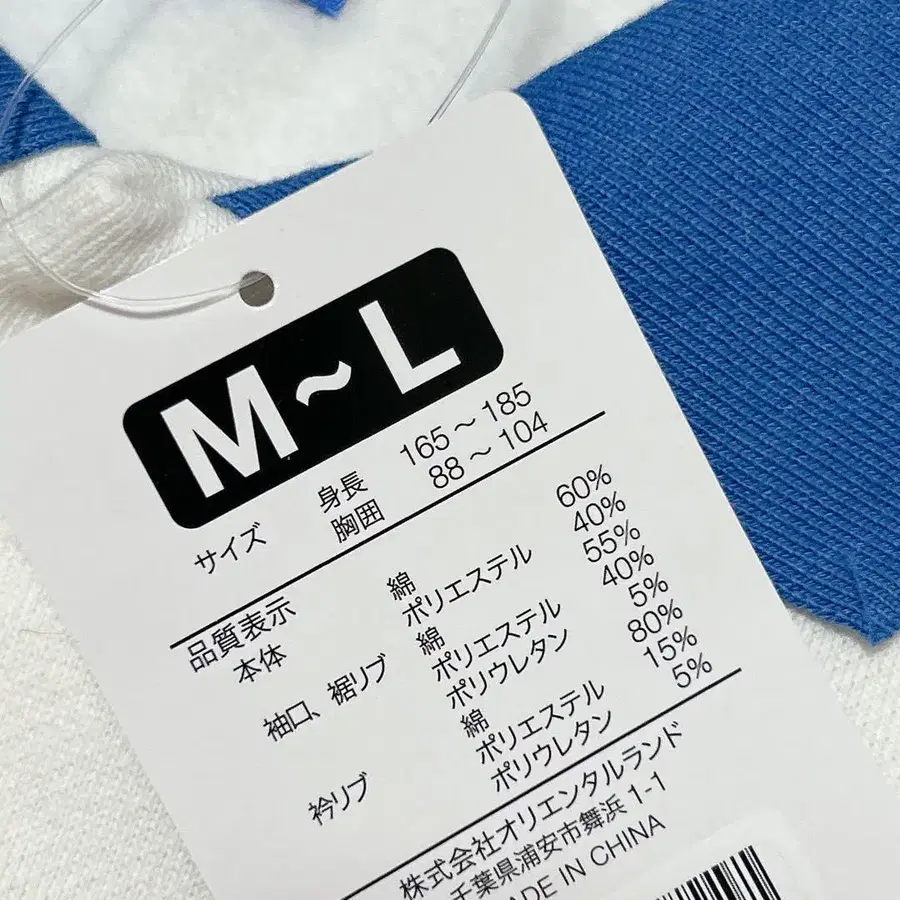 M~L
サイズ 身長 165～185
胸囲 88～104
品質表示
本体 綿 60%
ポリエステル 40%
袖口、裾リブ 綿 55%
ポリエステル 40%
ポリウレタン 5%
衿リブ 綿 80%
ポリエステル 15%
ポリウレタン 5%
株式会社オリエンタルランド
千葉県浦安市舞浜1-1
MADE IN CHINA